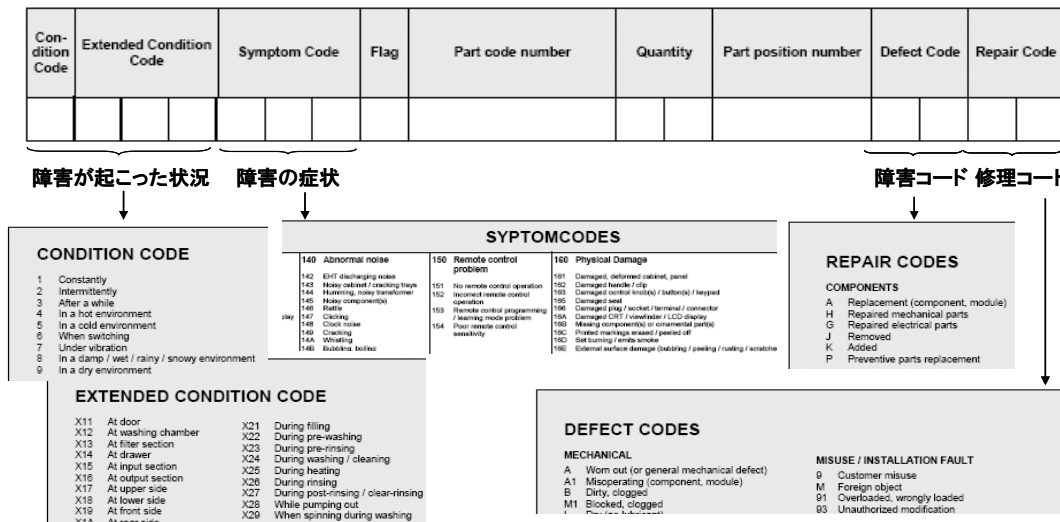 Con-
dition
Code
Extended Condition
Code
Symptom Code
Flag
Part code number
Quantity
Part position number
Defect Code
Repair Code
障害が起こった状況
障害の症状
障害コード
修理コード
CONDITION CODE
1 Constantly
2 Intermittently
3 After a while
4 In a hot environment
5 In a cold environment
6 When switching
7 Under vibration
8 In a damp / wet / rainy / snowy environment
9 In a dry environment
SYPTOMCODES
140 Abnormal noise
142 EHT discharging noise
143 Noisy cabinet / cracking trays
144 Humming, noisy transformer
145 Noisy component(s)
146 Rattle
147 Clicking
148 Clock noise
149 Cracking
14A Whistling
14B Bubbling, boiling
play
150 Remote control
problem
151 No remote control operation
152 Incorrect remote control
operation
153 Remote control programming
/ learning mode problem
154 Poor remote control
sensitivity
160 Physical Damage
161 Damaged, deformed cabinet, panel
162 Damaged handle / clip
163 Damaged control knob(s) / button(s) / keypad
165 Damaged seal
166 Damaged plug / socket / terminal / connector
16A Damaged CRT / viewfinder / LCD display
16B Missing component(s) or ornamental part(s)
16C Printed markings erased / peeled off
16D Set burning / emits smoke
16E External surface damage (bubbling / peeling / rusting / scratche
REPAIR CODES
COMPONENTS
A Replacement (component, module)
H Repaired mechanical parts
G Repaired electrical parts
J Removed
K Added
P Preventive parts replacement
EXTENDED CONDITION CODE
X11 At door
X12 At washing chamber
X13 At filter section
X14 At drawer
X15 At input section
X16 At output section
X17 At upper side
X18 At lower side
X19 At front side
X1A At rear side
X21 During filling
X22 During pre-washing
X23 During pre-rinsing
X24 During washing / cleaning
X25 During heating
X26 During rinsing
X27 During post-rinsing / clear-rinsing
X28 While pumping out
X29 When spinning during washing
DEFECT CODES
MECHANICAL
A Worn out (or general mechanical defect)
A1 Misoperating (component, module)
B Dirty, clogged
M1 Blocked, clogged
L Dry (no lubricant)
MISUSE / INSTALLATION FAULT
9 Customer misuse
M Foreign object
91 Overloaded, wrongly loaded
93 Unauthorized modification